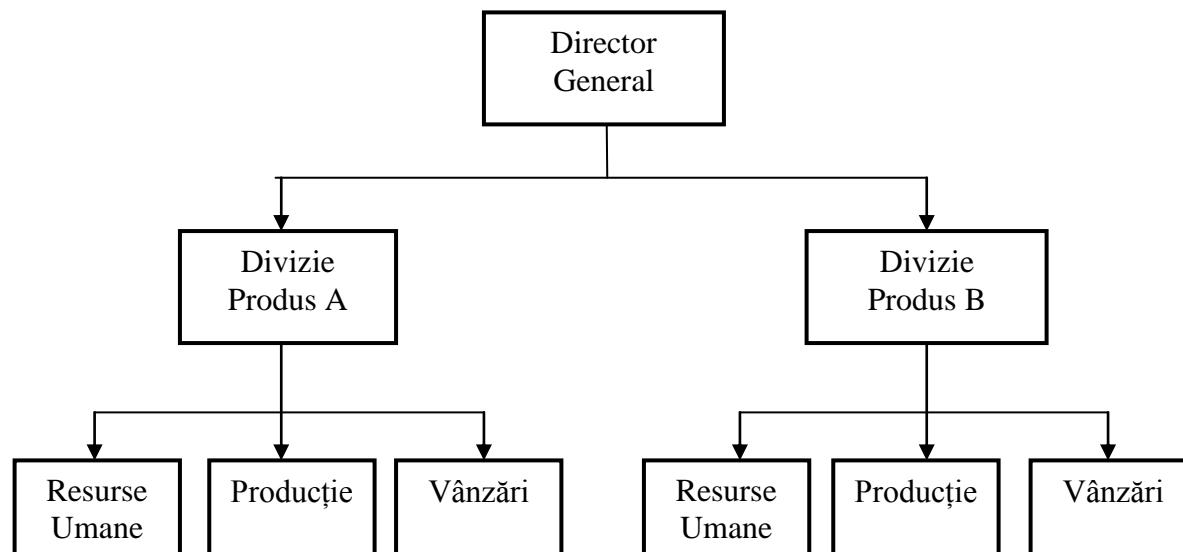 Director
General
Divizie
Produs A
Divizie
Produs B
Resurse
Umane
Producție
Vânzări
Resurse
Umane
Producție
Vânzări